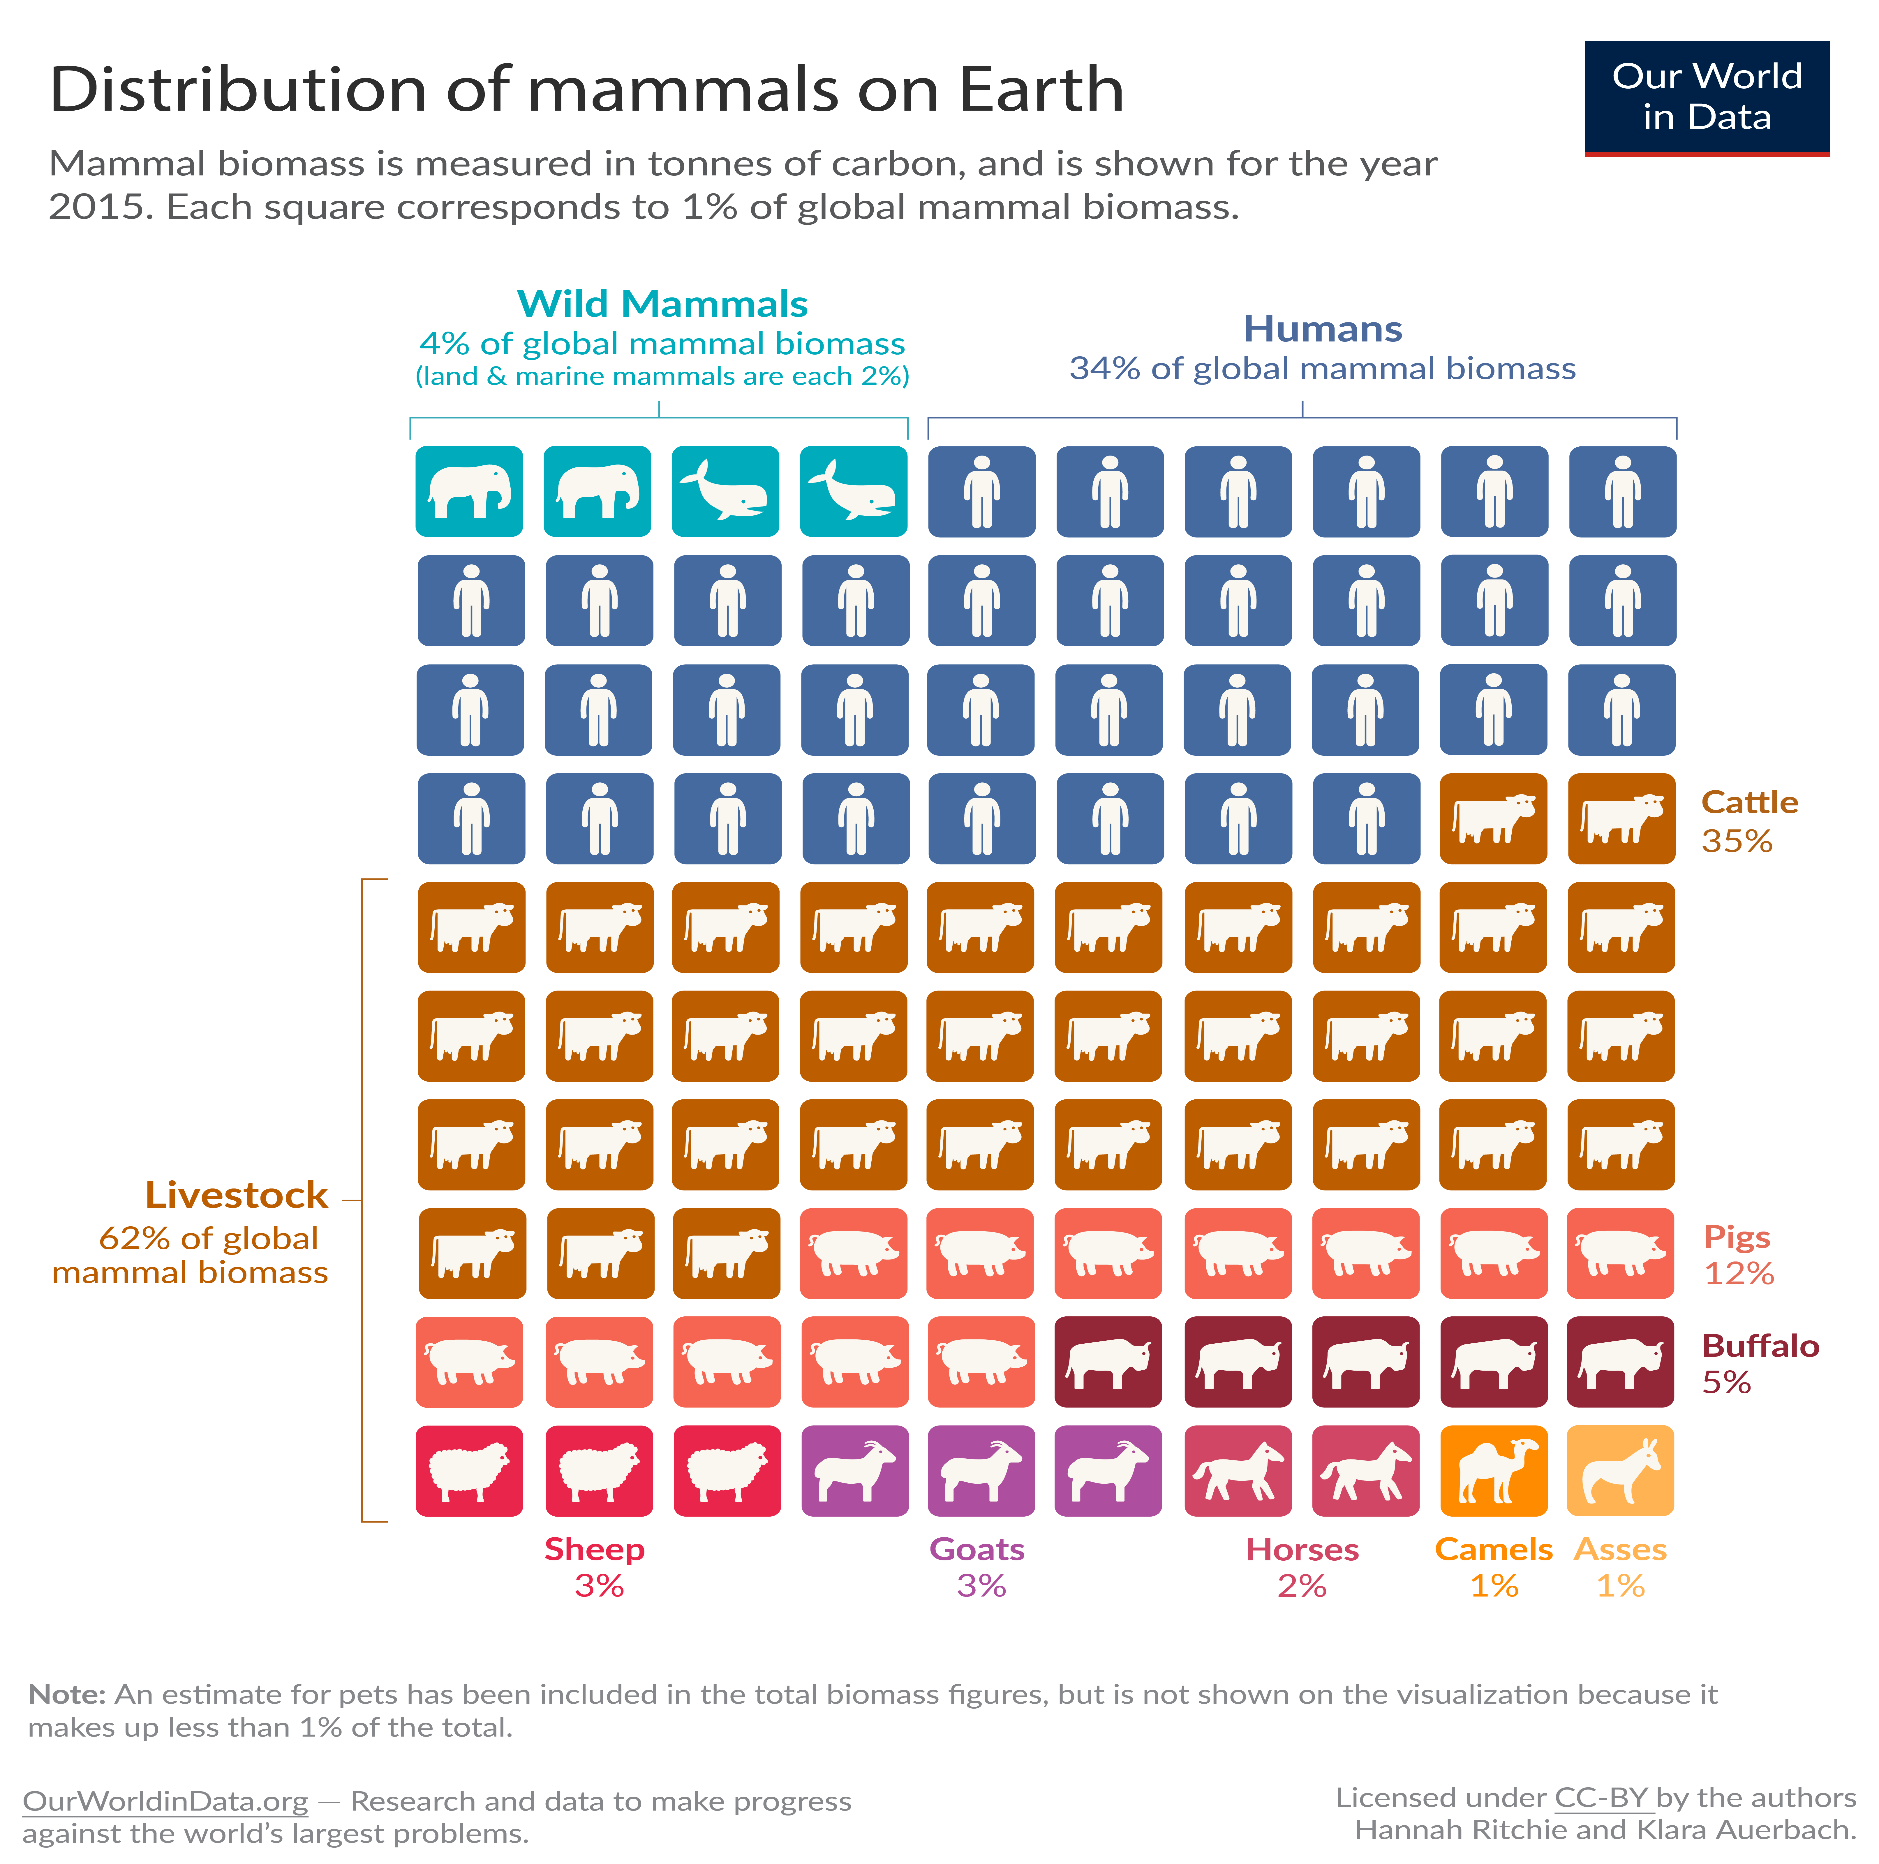 Distribution of mammals on Earth
Our World
in Data
Mammal biomass is measured in tonnes of carbon, and is shown for the year
2015. Each square corresponds to 1% of global mammal biomass.
Wild Mammals
4% of global mammal biomass
(land & marine mammals are each 2%)
Humans
34% of global mammal biomass
Cattle
35%
Livestock
62% of global
mammal biomass
Pigs
12%
Buffalo
5%
Sheep
3%
Goats
3%
Horses
2%
Camels
1%
Asses
1%
Note: An estimate for pets has been included in the total biomass figures, but is not shown on the visualization because it
makes up less than 1% of the total.
OurWorldinData.org — Research and data to make progress
against the world's largest problems.
Licensed under CC-BY by the authors
Hannah Ritchie and Klara Auerbach.